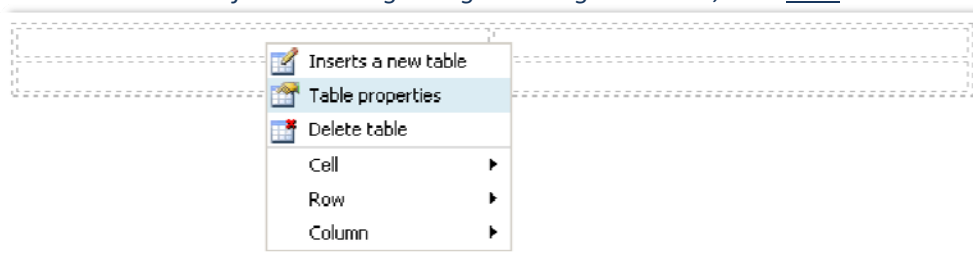 Inserts a new table
Table properties
Delete table
Cell
Row
Column